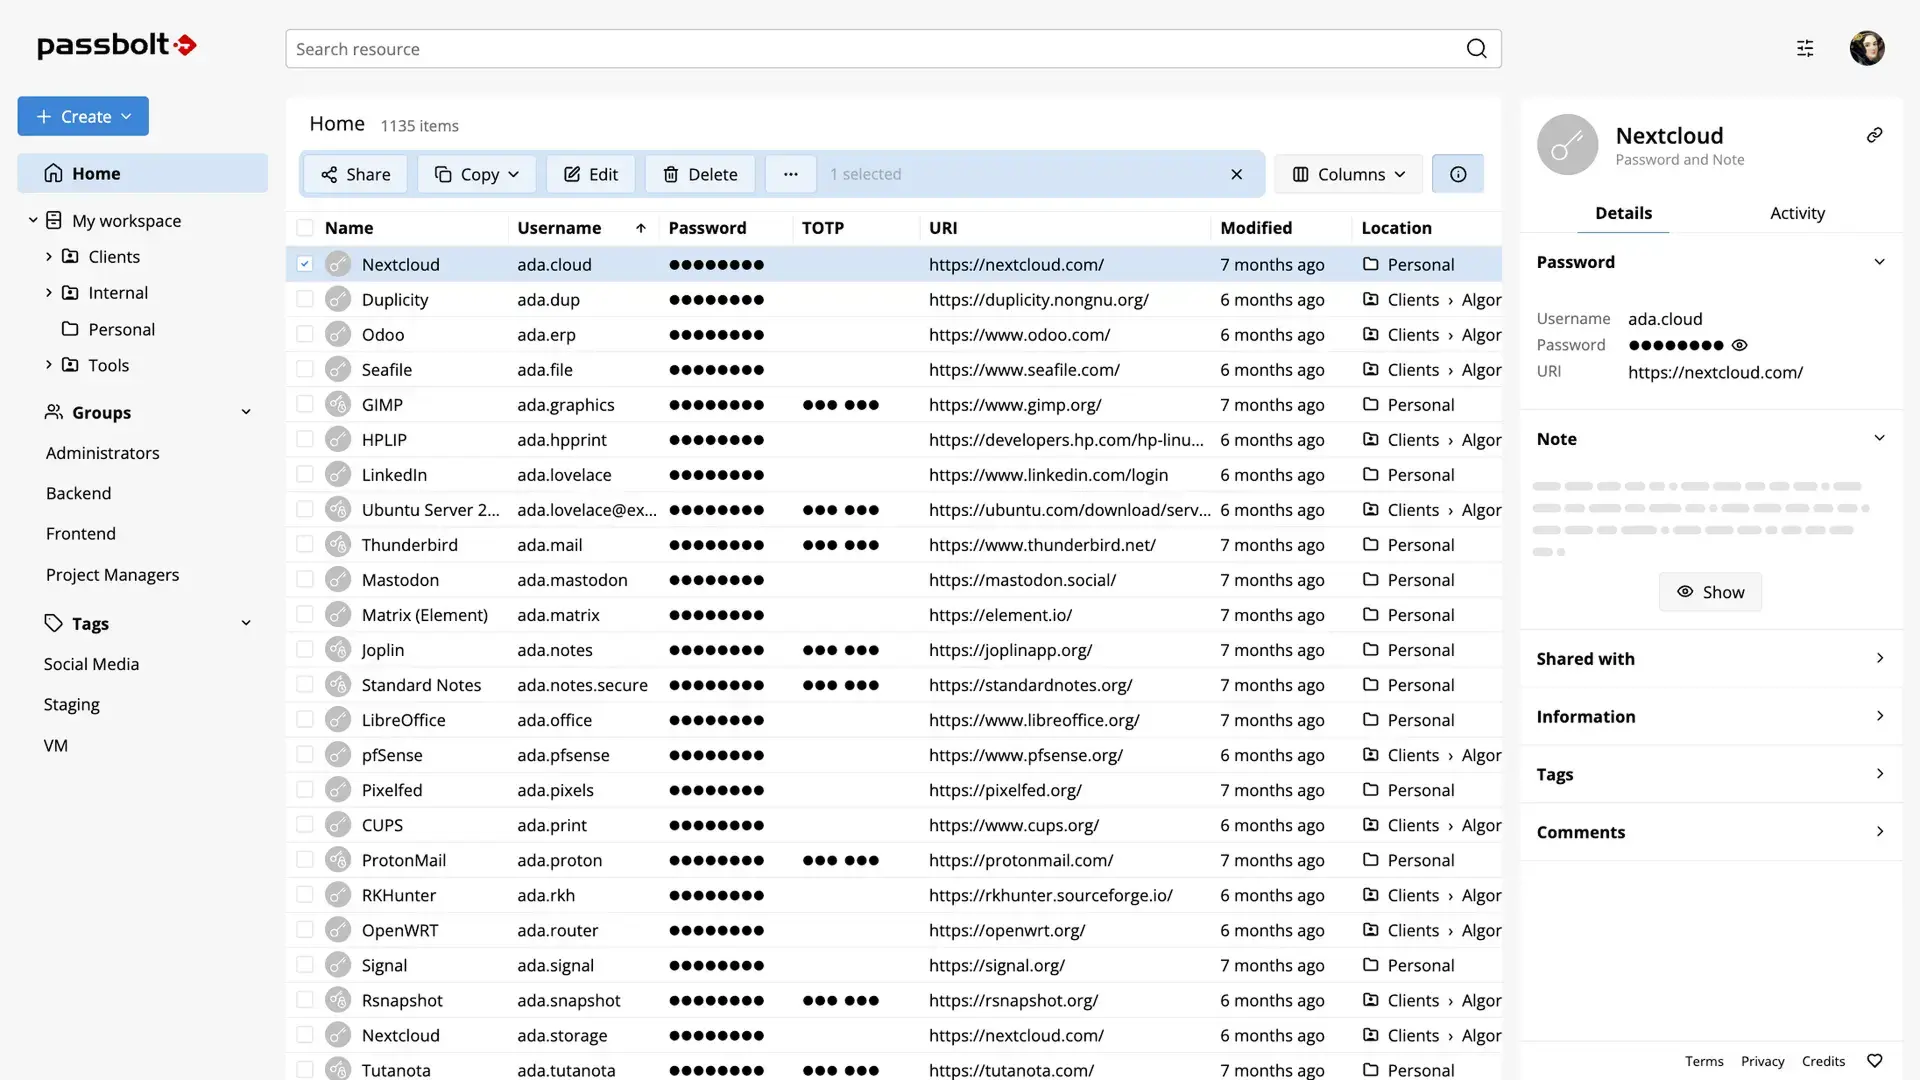 passbolt
Search resource
Create
Home
My workspace
Clients
Internal
Personal
Tools
Groups
Administrators
Backend
Frontend
Project Managers
Tags
Social Media
Staging
VM
Home 1135 items
Share Copy Edit Delete ... 1 selected Columns
Name Username Password TOTP URI Modified Location
Nextcloud ada.cloud ●●●●●●●● https://nextcloud.com/ 7 months ago Personal
Duplicity ada.dup ●●●●●●●● https://duplicity.nongnu.org/ 6 months ago Clients › Algor
Odoo ada.erp ●●●●●●●● https://www.odoo.com/ 6 months ago Clients › Algor
Seafile ada.file ●●●●●●●● https://www.seafile.com/ 6 months ago Clients › Algor
GIMP ada.graphics ●●●●●●●● ●●● ●●● https://www.gimp.org/ 7 months ago Personal
HPLIP ada.hpprint ●●●●●●●● https://developers.hp.com/hp-linu... 6 months ago Clients › Algor
LinkedIn ada.lovelace ●●●●●●●● https://www.linkedin.com/login 6 months ago Personal
Ubuntu Server 2... ada.lovelace@ex... ●●●●●●●● ●●● ●●● https://ubuntu.com/download/serv... 6 months ago Clients › Algor
Thunderbird ada.mail ●●●●●●●● ●●● ●●● https://www.thunderbird.net/ 7 months ago Personal
Mastodon ada.mastodon ●●●●●●●● https://mastodon.social/ 7 months ago Personal
Matrix (Element) ada.matrix ●●●●●●●● https://element.io/ 7 months ago Personal
Joplin ada.notes ●●●●●●●● ●●● ●●● https://joplinapp.org/ 7 months ago Personal
Standard Notes ada.notes.secure ●●●●●●●● ●●● ●●● https://standardnotes.org/ 7 months ago Personal
LibreOffice ada.office ●●●●●●●● https://www.libreoffice.org/ 7 months ago Personal
pfSense ada.pfsense ●●●●●●●● https://www.pfsense.org/ 6 months ago Clients › Algor
Pixelfed ada.pixels ●●●●●●●● https://pixelfed.org/ 7 months ago Personal
CUPS ada.print ●●●●●●●● https://www.cups.org/ 6 months ago Clients › Algor
ProtonMail ada.proton ●●●●●●●● ●●● ●●● https://protonmail.com/ 7 months ago Personal
RKHunter ada.rkh ●●●●●●●● https://rkhunter.sourceforge.io/ 6 months ago Clients › Algor
OpenWRT ada.router ●●●●●●●● https://openwrt.org/ 6 months ago Clients › Algor
Signal ada.signal ●●●●●●●● https://signal.org/ 7 months ago Personal
Rsnapshot ada.snapshot ●●●●●●●● ●●● ●●● https://rsnapshot.org/ 6 months ago Clients › Algor
Nextcloud ada.storage ●●●●●●●● https://nextcloud.com/ 6 months ago Clients › Algor
Tutanota ada.tutanota ●●●●●●●● ●●● ●●● https://tutanota.com/ 7 months ago Personal
Nextcloud
Password and Note
Details Activity
Password
Username ada.cloud
Password ●●●●●●●●
URI https://nextcloud.com/
Note
Show
Shared with
Information
Tags
Comments
Terms Privacy Credits